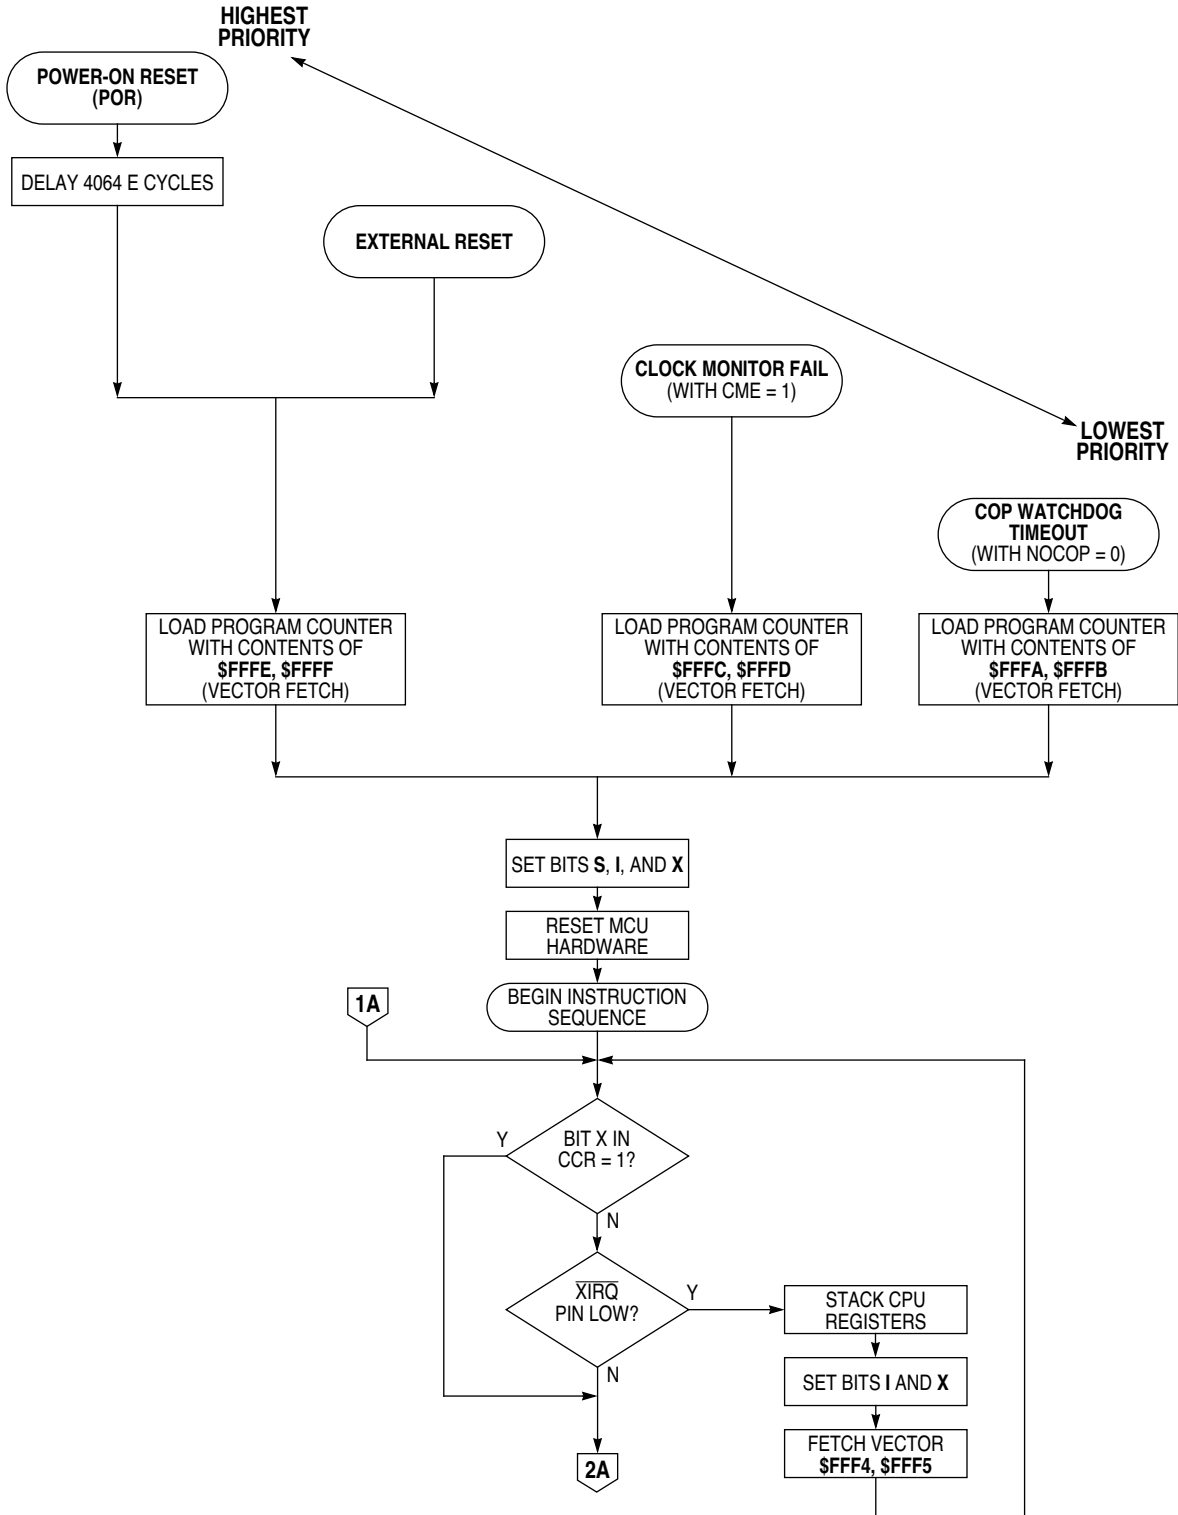 HIGHEST
PRIORITY
POWER-ON RESET
(POR)
DELAY 4064 E CYCLES
EXTERNAL RESET
CLOCK MONITOR FAIL
(WITH CME = 1)
LOWEST
PRIORITY
COP WATCHDOG
TIMEOUT
(WITH NOCOP = 0)
LOAD PROGRAM COUNTER
WITH CONTENTS OF
$FFFE, $FFFF
(VECTOR FETCH)
LOAD PROGRAM COUNTER
WITH CONTENTS OF
$FFFC, $FFFD
(VECTOR FETCH)
LOAD PROGRAM COUNTER
WITH CONTENTS OF
$FFFA, $FFFB
(VECTOR FETCH)
SET BITS S, I, AND X
RESET MCU
HARDWARE
BEGIN INSTRUCTION
SEQUENCE
1A
Y
BIT X IN
CCR = 1?
N
XIRQ
PIN LOW?
Y
N
STACK CPU
REGISTERS
SET BITS I AND X
FETCH VECTOR
$FFF4, $FFF5
2A